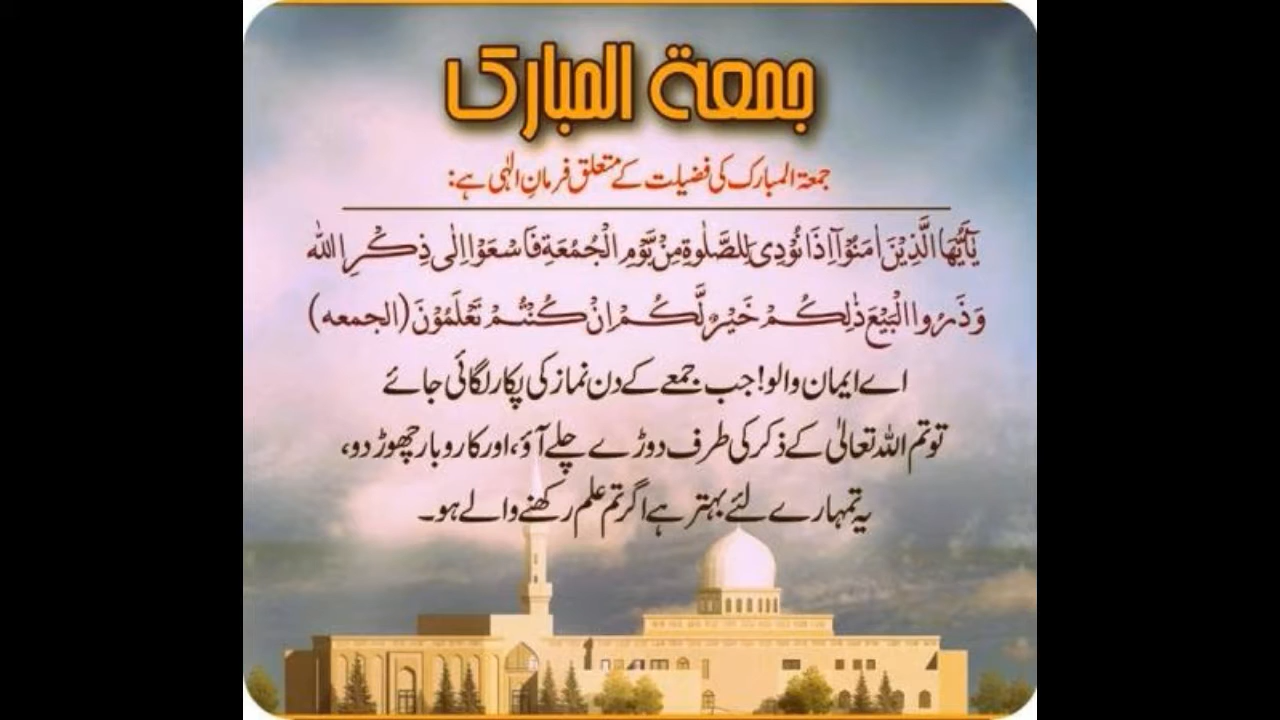 جمعة المبارک
جمعۃ المبارک کی فضیلت کے متعلق فرمانِ الٰہی ہے:
يٰٓاَيُّهَا الَّذِيْنَ اٰمَنُوْٓا اِذَا نُوْدِىَ لِلصَّلٰوةِ مِنْ يَّوْمِ الْجُمُعَةِ فَاسْعَوْا اِلٰى ذِكْرِ اللّٰه
وَذَرُوا الْبَيْعَ ذٰلِكُمْ خَيْرٌ لَّكُمْ اِنْ كُنْتُمْ تَعْلَمُوْنَ (الجمعه)
اے ایمان والو! جب جمعے کے دن نماز کی پکار لگائی جائے
تو تم اللہ تعالیٰ کے ذکر کی طرف دوڑے چلے آؤ، اور کاروبار چھوڑ دو،
یہ تمہارے لئے بہتر ہے اگر تم علم رکھنے والے ہو۔